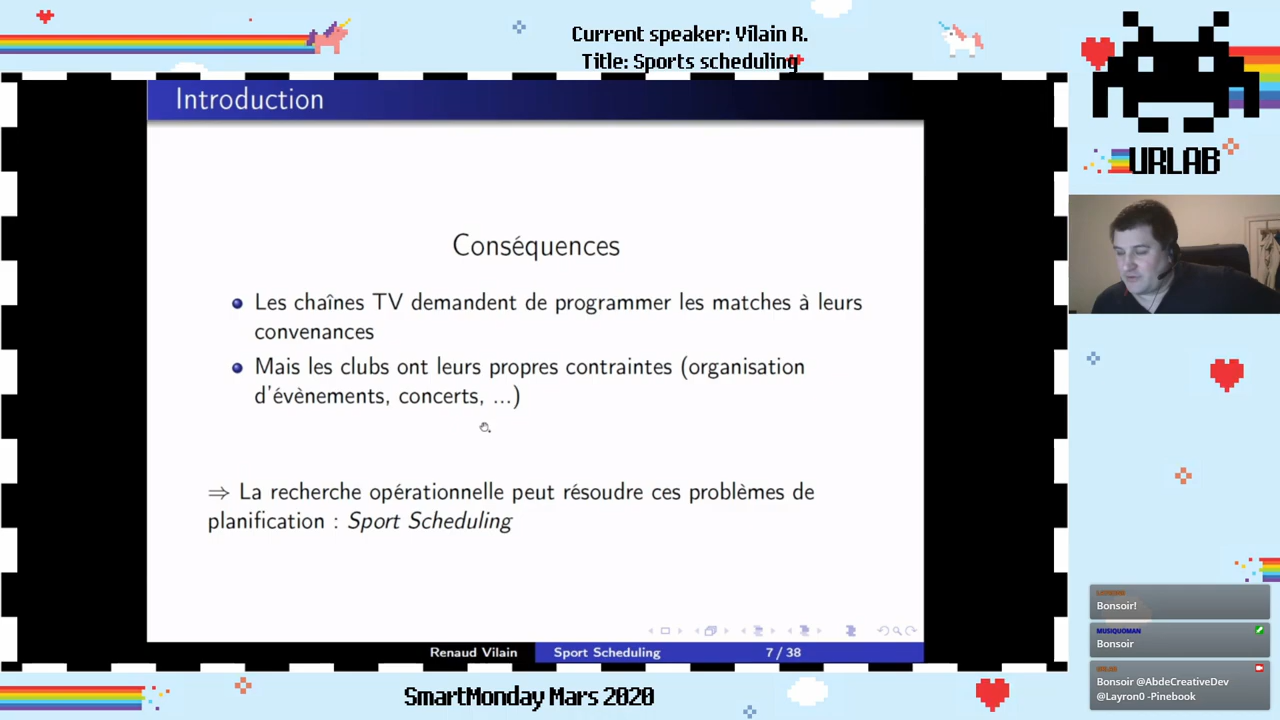 Current speaker: Vilain R.
Title: Sports scheduling
URLAB
Introduction
Conséquences
Les chaînes TV demandent de programmer les matches à leurs
convenances
Mais les clubs ont leurs propres contraintes (organisation
d'évènements, concerts, ...)
⇒ La recherche opérationnelle peut résoudre ces problèmes de
planification : Sport Scheduling
Renaud Vilain
Sport Scheduling
7 / 38
Bonsoir!
MUSIQUOMAN
Bonsoir
URLAB
Bonsoir @AbdeCreativeDev
@Layron0 -Pinebook
SmartMonday Mars 2020